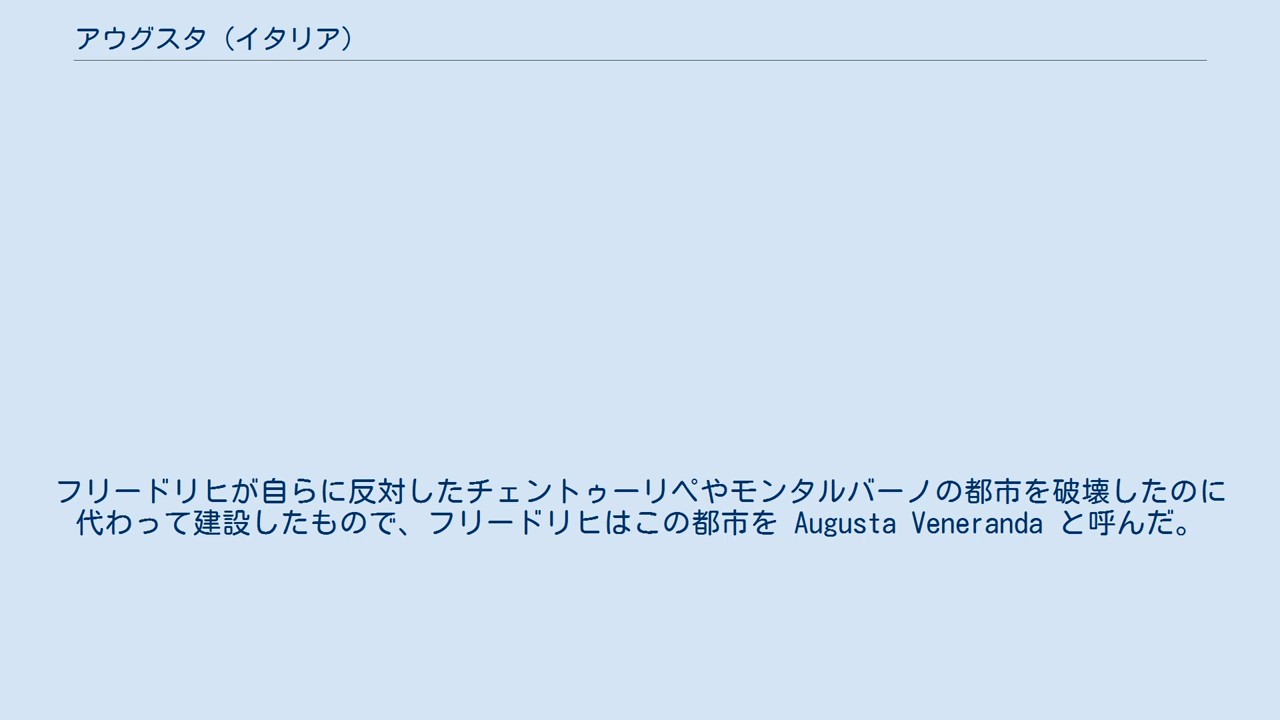 アウグスタ（イタリア）
フリードリヒが自らに反対したチェントゥーリペやモンタルバーノの都市を破壊したのに
代わって建設したもので、フリードリヒはこの都市を Augusta Veneranda と呼んだ。